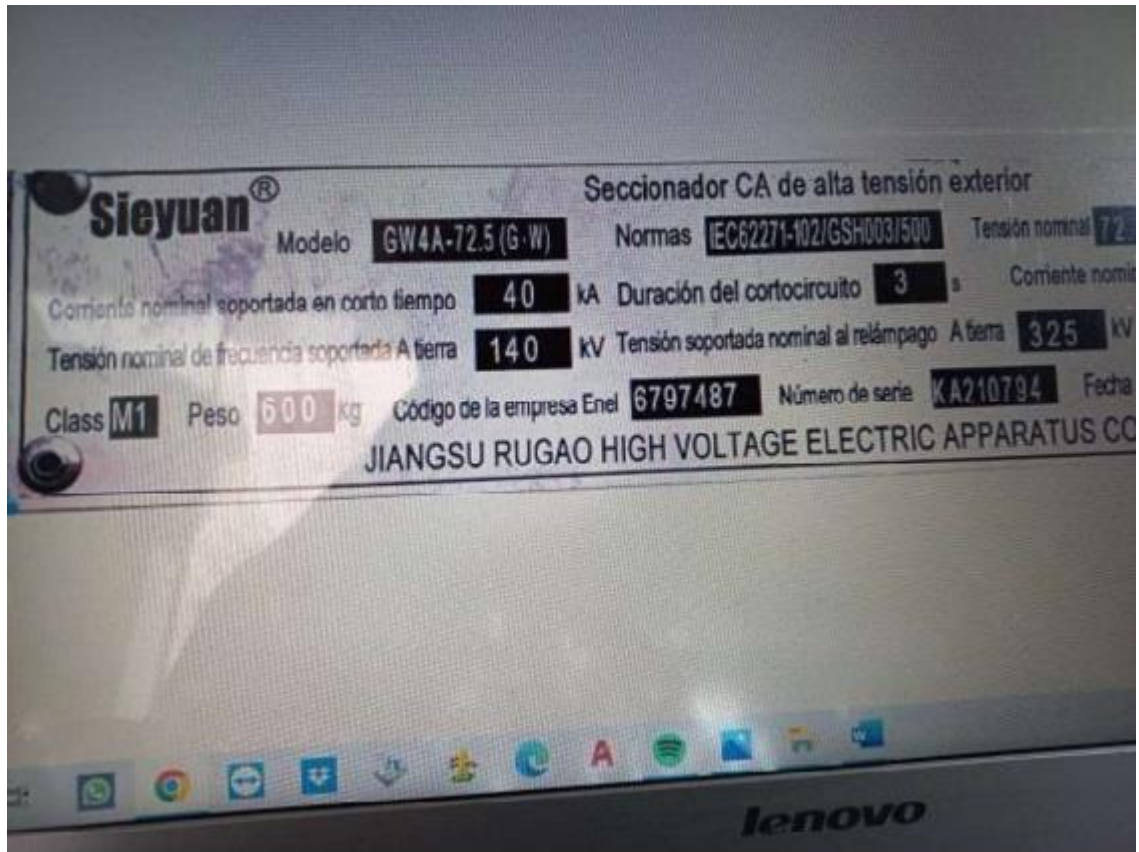 Sieyuan®
Seccionador CA de alta tensión exterior
Modelo GW4A-72.5 (G·W) Normas IEC62271-102/GSH003/500 Tensión nominal 72
Corriente nominal soportada en corto tiempo 40 kA Duración del cortocircuito 3 s Corriente nomin
Tensión nominal de frecuencia soportada A tierra 140 kV Tensión soportada nominal al relámpago A tierra 325 kV
Class M1 Peso 600 kg Código de la empresa Enel 6797487 Número de serie KA210794 Fecha
JIANGSU RUGAO HIGH VOLTAGE ELECTRIC APPARATUS CO
lenovo